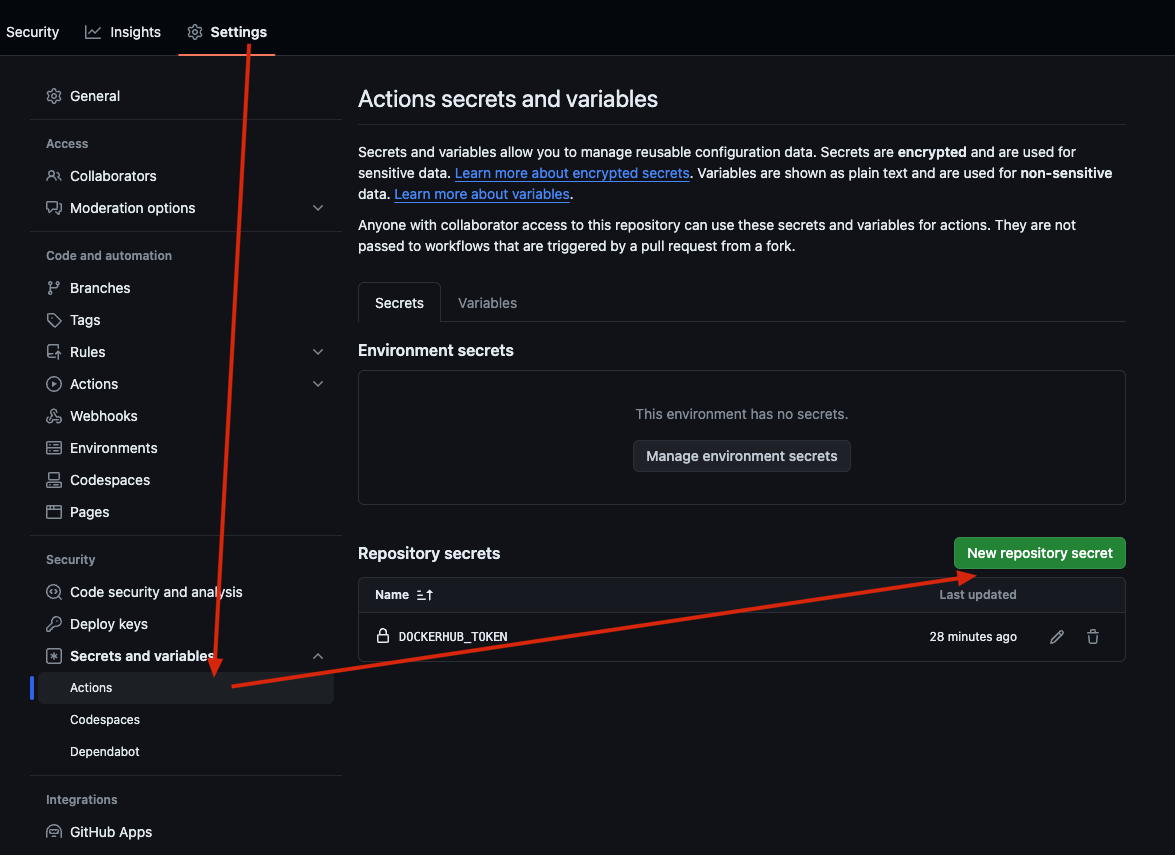 Security Insights Settings
General
Access
Collaborators
Moderation options
Code and automation
Branches
Tags
Rules
Actions
Webhooks
Environments
Codespaces
Pages
Security
Code security and analysis
Deploy keys
Secrets and variables
Actions
Codespaces
Dependabot
Integrations
GitHub Apps
Actions secrets and variables
Secrets and variables allow you to manage reusable configuration data. Secrets are encrypted and are used for
sensitive data. Learn more about encrypted secrets. Variables are shown as plain text and are used for non-sensitive
data. Learn more about variables.
Anyone with collaborator access to this repository can use these secrets and variables for actions. They are not
passed to workflows that are triggered by a pull request from a fork.
Secrets Variables
Environment secrets
This environment has no secrets.
Manage environment secrets
Repository secrets New repository secret
Name Last updated
DOCKERHUB_TOKEN 28 minutes ago